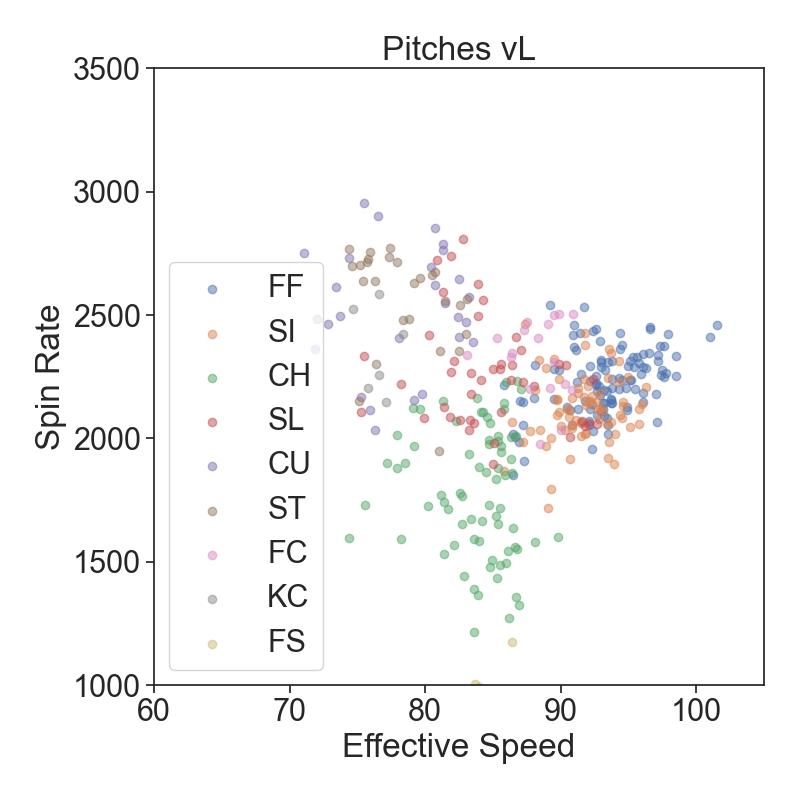 Pitches vL
3500
3000
2500
2000
1500
1000
Spin Rate
FF
SI
CH
SL
CU
ST
FC
KC
FS
60 70 80 90 100
Effective Speed